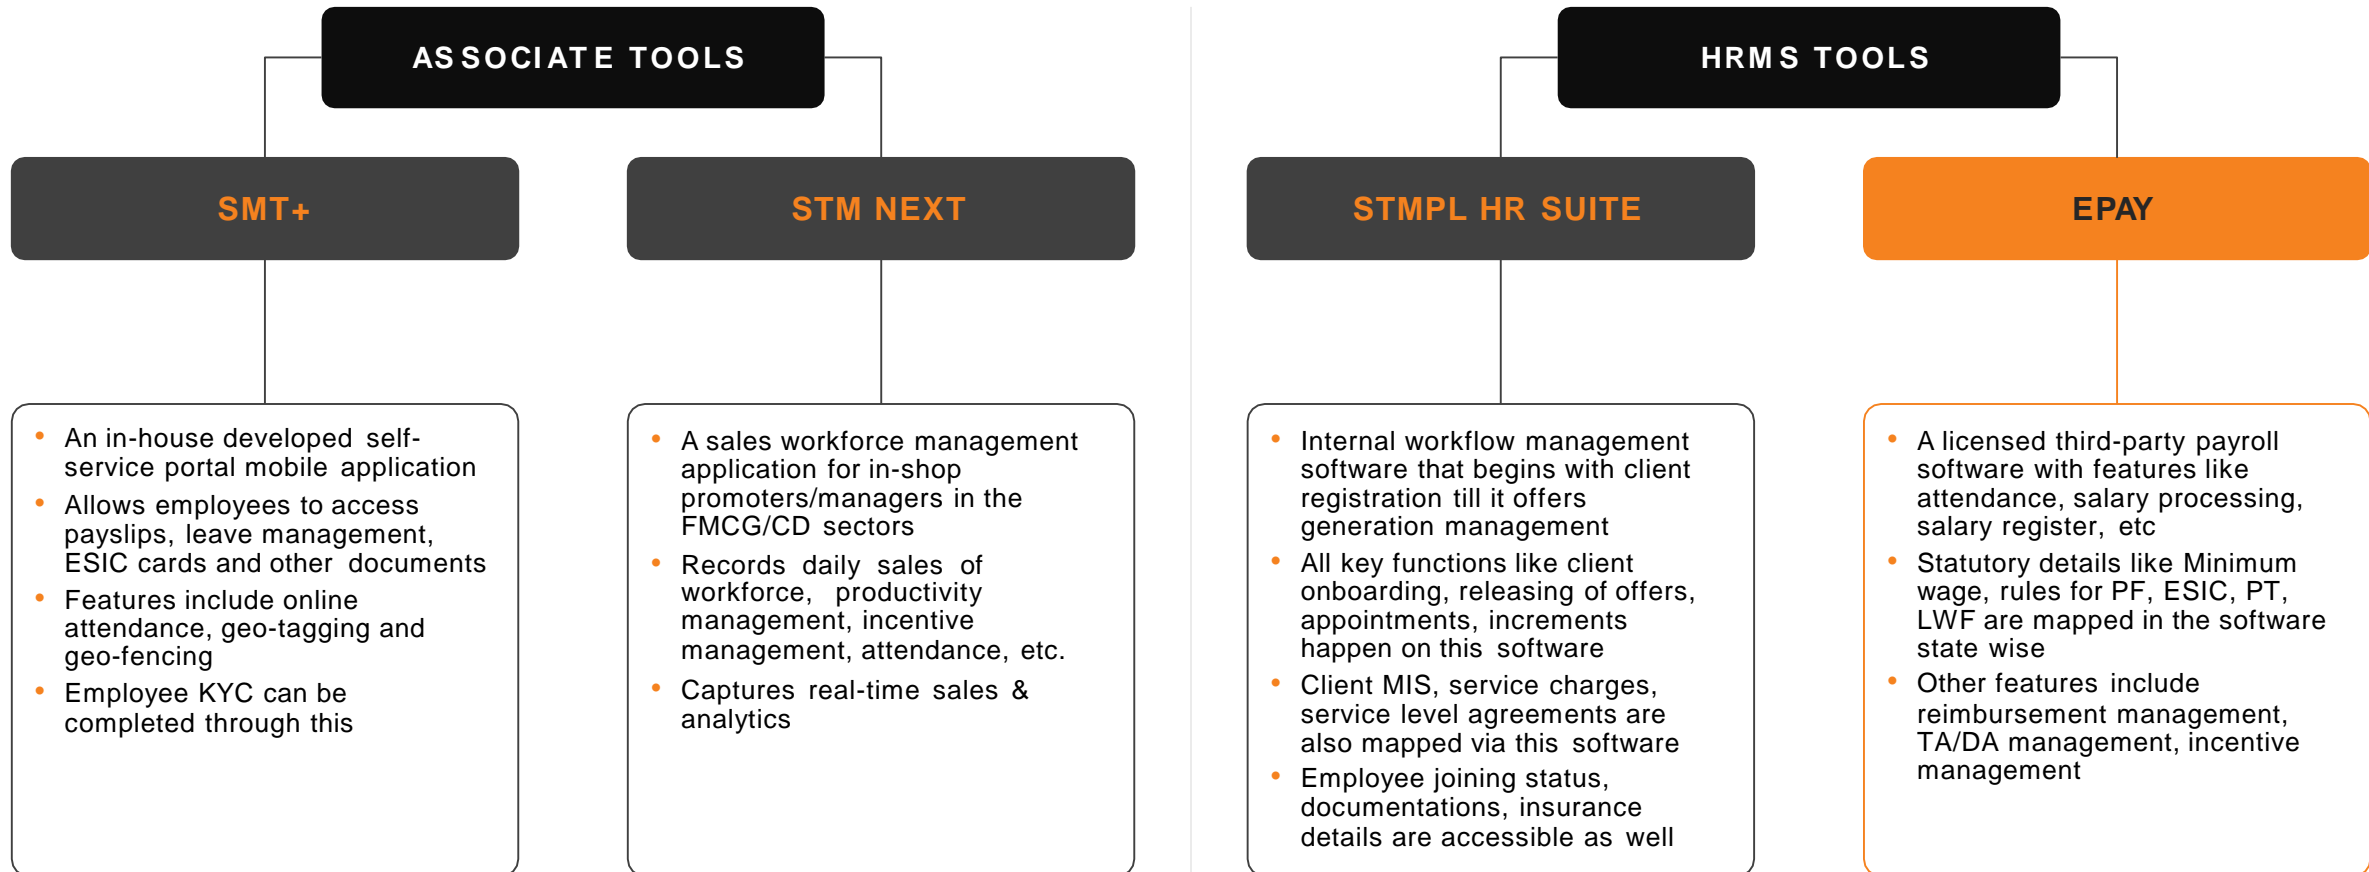 ASSOCIATE TOOLS
SMT+
An in-house developed self-
service portal mobile application
Allows employees to access
payslips, leave management,
ESIC cards and other documents
Features include online
attendance, geo-tagging and
geo-fencing
Employee KYC can be
completed through this
STM NEXT
A sales workforce management
application for in-shop
promoters/managers in the
FMCG/CD sectors
Records daily sales of
workforce, productivity
management, incentive
management, attendance, etc.
Captures real-time sales &
analytics
HRMS TOOLS
STMPL HR SUITE
Internal workflow management
software that begins with client
registration till it offers
generation management
All key functions like client
onboarding, releasing of offers,
appointments, increments
happen on this software
Client MIS, service charges,
service level agreements are
also mapped via this software
Employee joining status,
documentations, insurance
details are accessible as well
EPAY
A licensed third-party payroll
software with features like
attendance, salary processing,
salary register, etc
Statutory details like Minimum
wage, rules for PF, ESIC, PT,
LWF are mapped in the software
state wise
Other features include
reimbursement management,
TA/DA management, incentive
management